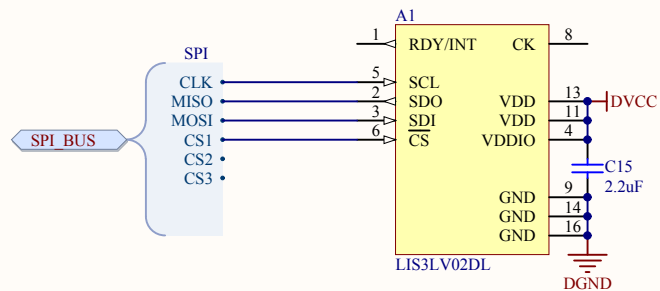 A1
1 RDY/INT CK 8
SPI
CLK 5 SCL
MISO 2 SDO VDD 13 DVCC
MOSI 3 SDI VDD 11
SPI_BUS CS1 6 CS VDDIO 4
CS2 C15
CS3 2.2uF
GND 9
GND 14
GND 16
LIS3LV02DL
DGND